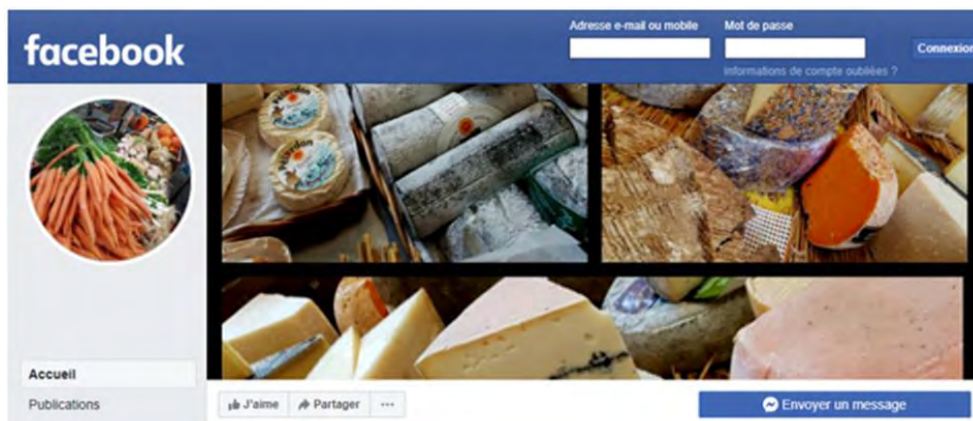 facebook
Adresse e-mail ou mobile
Mot de passe
Connexion
Informations de compte oubliées ?
Accueil
Publications
J'aime
Partager
Envoyer un message